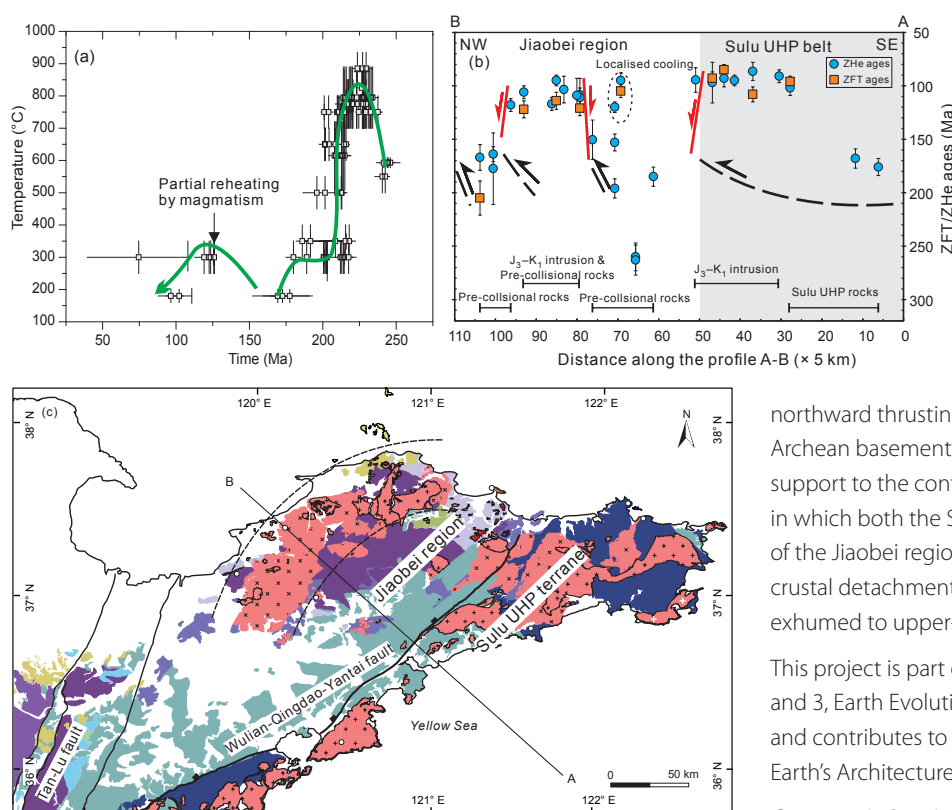 (a)
1000
900
800
700
600
500
400
300
200
100
Temperature (°C)
Partial reheating
by magmatism
0
50
100
150
200
250
Time (Ma)
B
A
NW
Jiaobei region
Sulu UHP belt
SE
(b)
Localised cooling
ZHe ages
ZFT ages
50
100
150
200
250
300
ZFT/ZHe ages (Ma)
J3–K1 intrusion &
Pre-collisional rocks
J3–K1 intrusion
Pre-collsional rocks
Pre-collisional rocks
Sulu UHP rocks
110
100
90
80
70
60
50
40
30
20
10
0
Distance along the profile A-B (× 5 km)
(c)
120° E
121° E
122° E
38° N
38° N
N
B
Jiaobei region
Sulu UHP terrane
37° N
37° N
Wulian-Qingdao-Yantai fault
Yellow Sea
Tan-Lu fault
36° N
36° N
A
0
50 km
121° E
122° E
northward thrusting
Archean basement
support to the con
in which both the S
of the Jiaobei region
crustal detachment
exhumed to upper-
This project is part
and 3, Earth Evoluti
and contributes to
Earth's Architecture